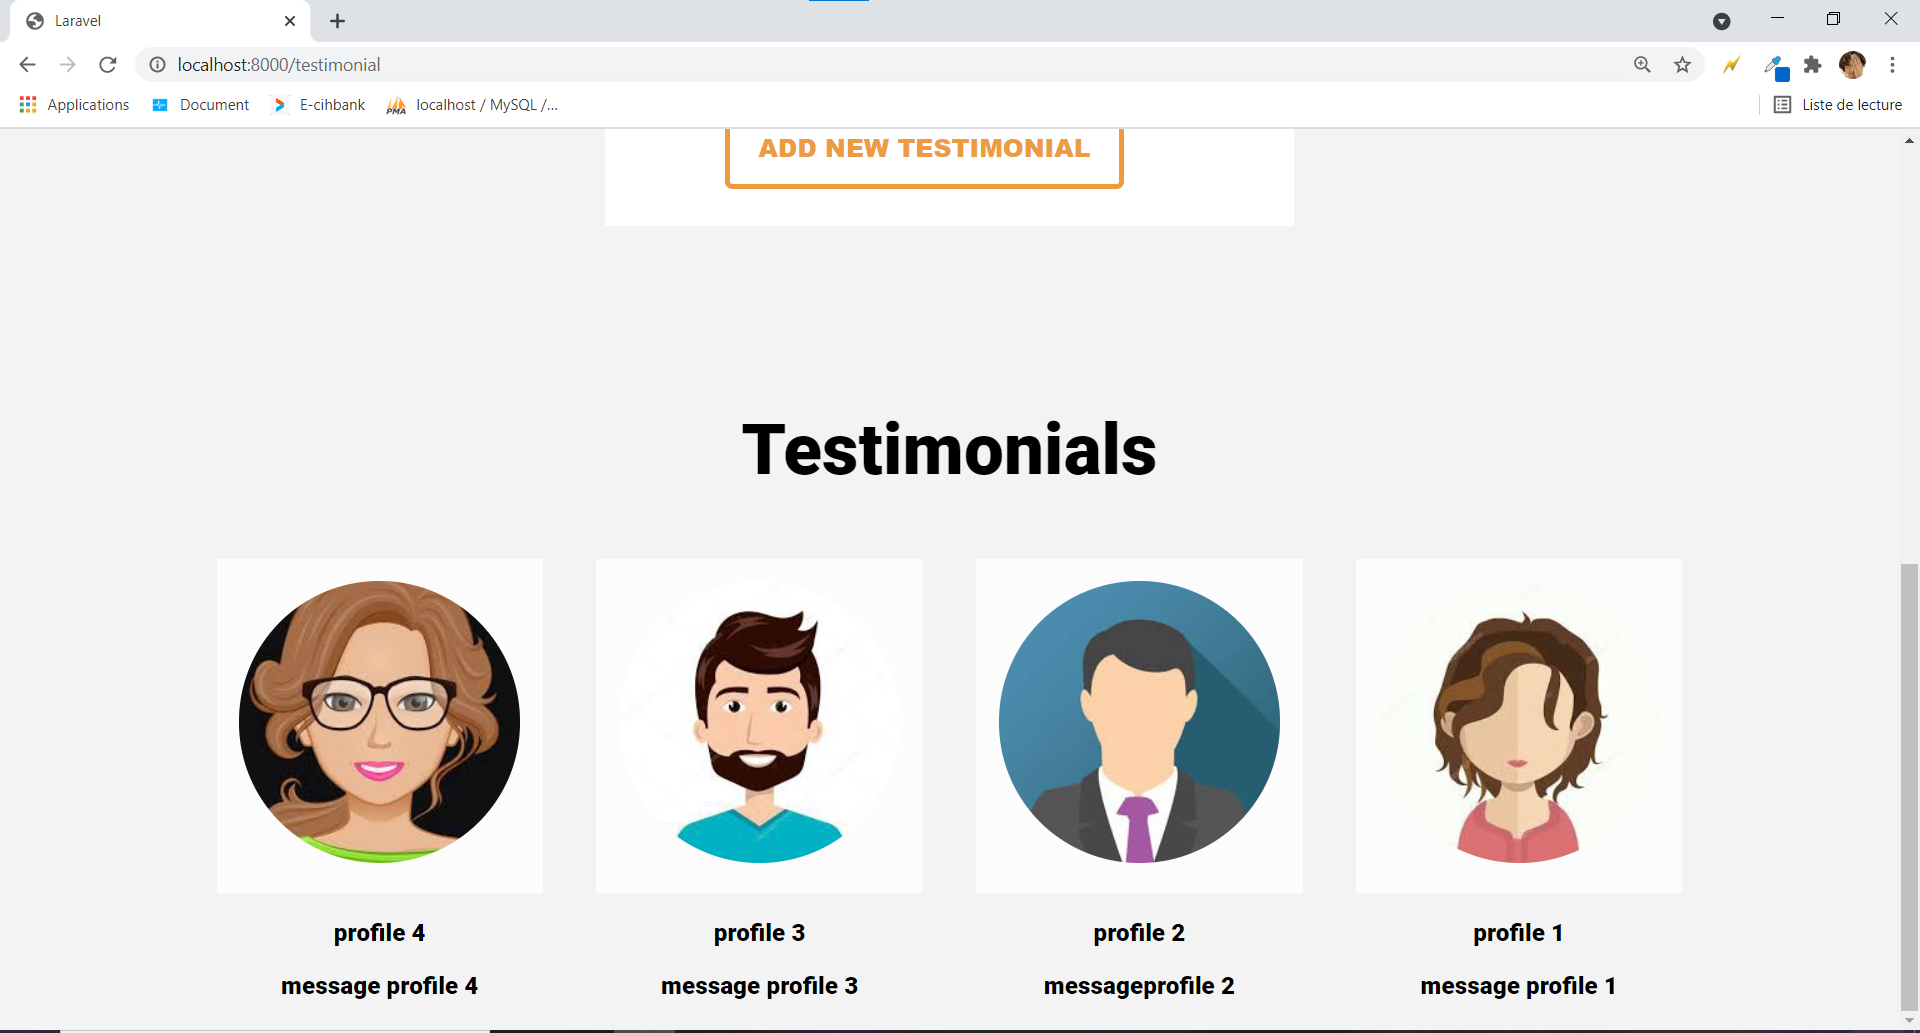 Laravel
localhost:8000/testimonial
Applications Document E-cihbank PMA localhost / MySQL /... Liste de lecture
ADD NEW TESTIMONIAL
Testimonials
profile 4 profile 3 profile 2 profile 1
message profile 4 message profile 3 messageprofile 2 message profile 1